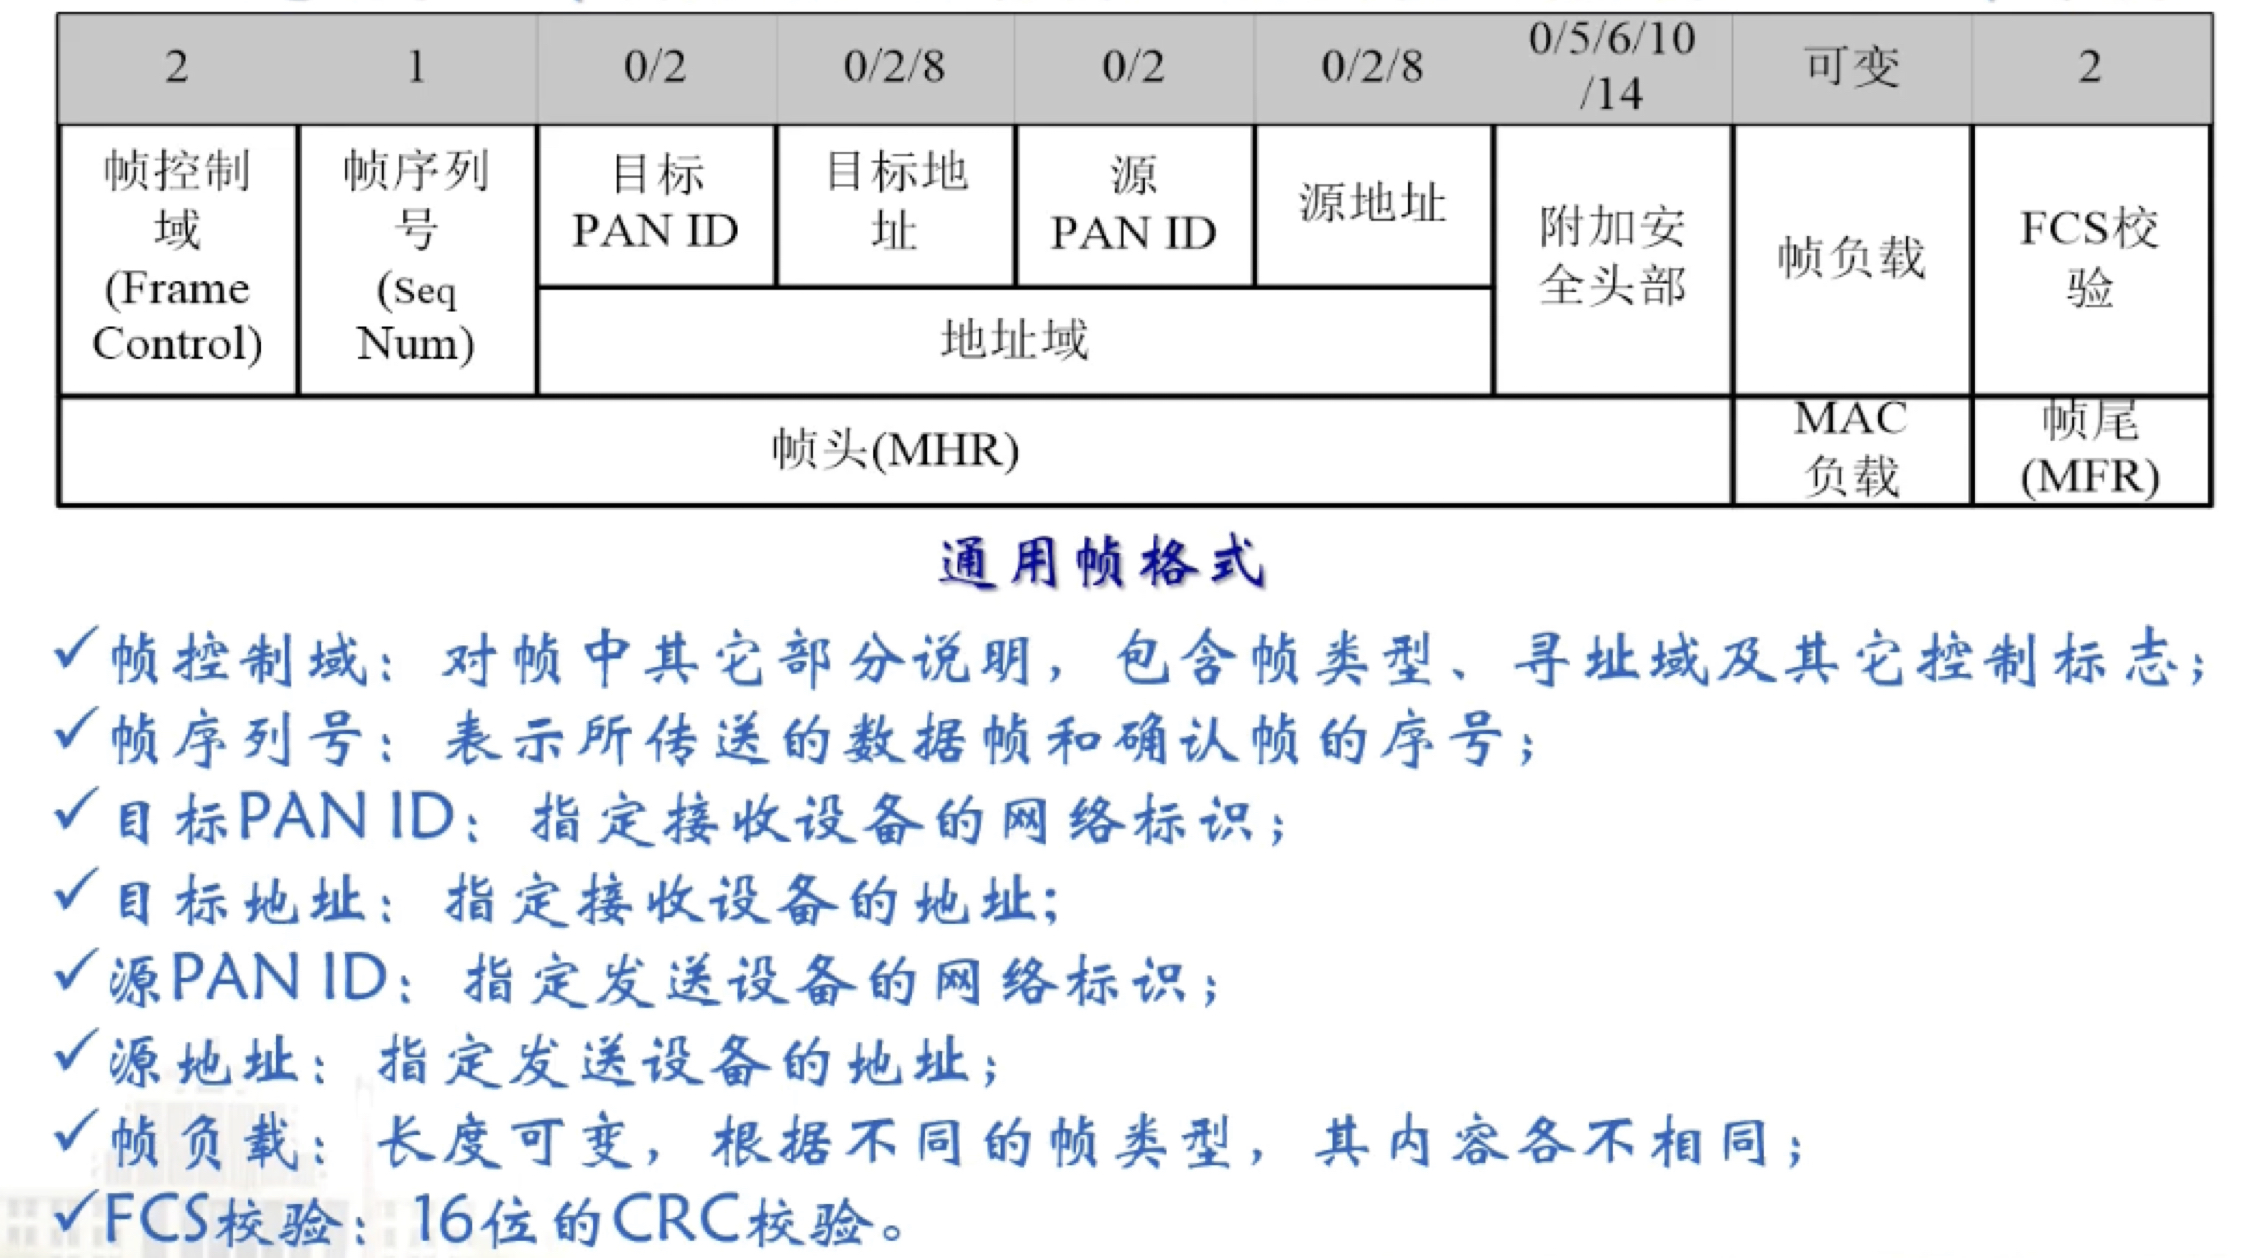 2 1 0/2 0/2/8 0/2 0/2/8 0/5/6/10 可变 2
/14
帧控制
域
(Frame
Control)
帧序列
号
(Seq
Num)
目标
PAN ID
目标地
址
源
PAN ID
源地址
地址域
附加安
全头部
帧负载
FCS校
验
帧头(MHR)
MAC
负载
帧尾
(MFR)
通用帧格式
✓帧控制域：对帧中其它部分说明，包含帧类型、寻址域及其它控制标志；
✓帧序列号：表示所传送的数据帧和确认帧的序号；
✓目标PAN ID：指定接收设备的网络标识；
✓目标地址：指定接收设备的地址；
✓源PAN ID：指定发送设备的网络标识；
✓源地址：指定发送设备的地址；
✓帧负载：长度可变，根据不同的帧类型，其内容各不相同；
✓FCS校验：16位的CRC校验。